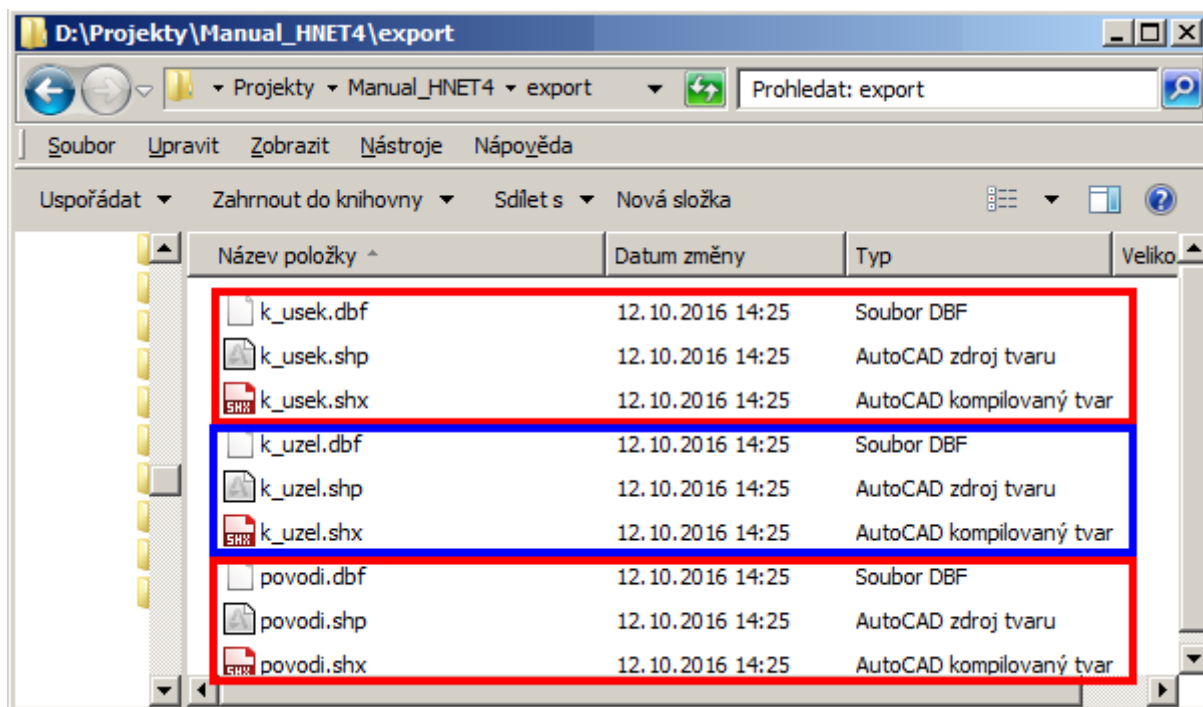 D:\Projekty\Manual_HNET4\export
Projekty Manual_HNET4 export Prohledat: export
Soubor Upravit Zobrazit Nástroje Nápověda
Uspořádat Zahrnout do knihovny Sdílet s Nová složka
Název položky Datum změny Typ Veliko
k_usek.dbf 12.10.2016 14:25 Soubor DBF
k_usek.shp 12.10.2016 14:25 AutoCAD zdroj tvaru
SHX k_usek.shx 12.10.2016 14:25 AutoCAD kompilovaný tvar
k_uzel.dbf 12.10.2016 14:25 Soubor DBF
k_uzel.shp 12.10.2016 14:25 AutoCAD zdroj tvaru
SHX k_uzel.shx 12.10.2016 14:25 AutoCAD kompilovaný tvar
povodi.dbf 12.10.2016 14:25 Soubor DBF
povodi.shp 12.10.2016 14:25 AutoCAD zdroj tvaru
povodi.shx 12.10.2016 14:25 AutoCAD kompilovaný tvar